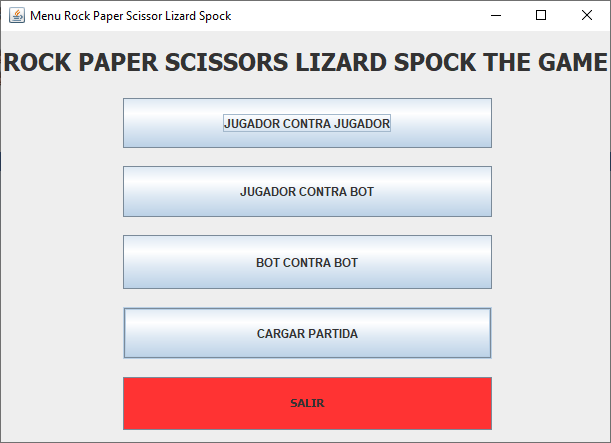 Menu Rock Paper Scissor Lizard Spock
ROCK PAPER SCISSORS LIZARD SPOCK THE GAME
JUGADOR CONTRA JUGADOR
JUGADOR CONTRA BOT
BOT CONTRA BOT
CARGAR PARTIDA
SALIR